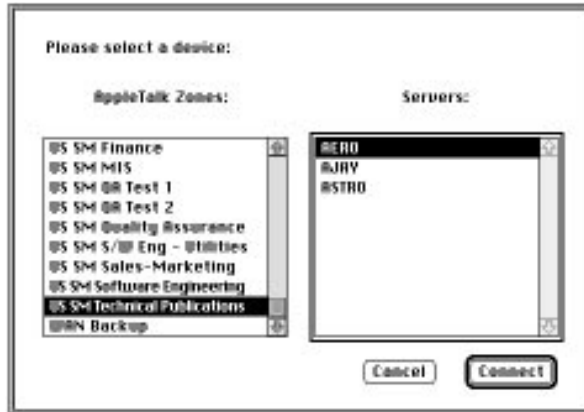 Please select a device:
AppleTalk Zones:
Servers:
US SM Finance
US SM MIS
US SM QA Test 1
US SM QA Test 2
US SM Quality Assurance
US SM S/W Eng - Utilities
US SM Sales-Marketing
US SM Software Engineering
US SM Technical Publications
WAN Backup
AERO
AJAY
ASTRO
Cancel
Connect